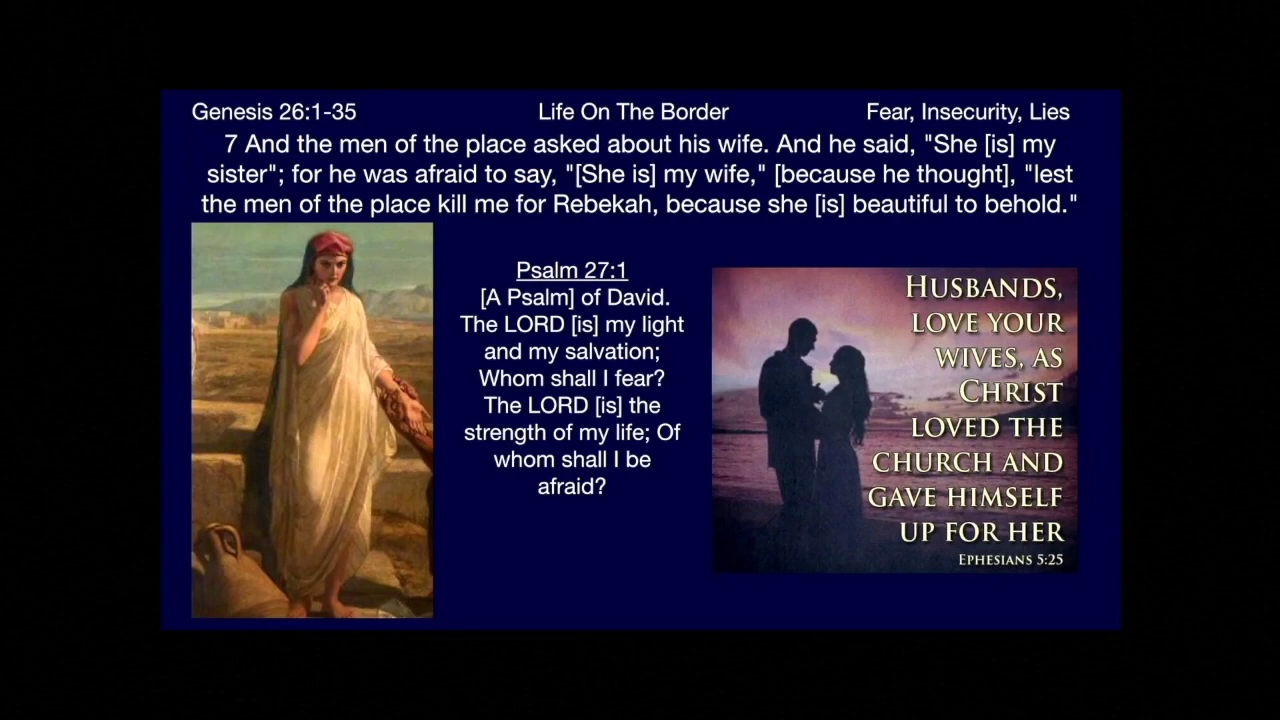 Genesis 26:1-35 Life On The Border Fear, Insecurity, Lies
7 And the men of the place asked about his wife. And he said, "She [is] my
sister"; for he was afraid to say, "[She is] my wife," [because he thought], "lest
the men of the place kill me for Rebekah, because she [is] beautiful to behold."
Psalm 27:1
[A Psalm] of David.
The LORD [is] my light
and my salvation;
Whom shall I fear?
The LORD [is] the
strength of my life; Of
whom shall I be
afraid?
HUSBANDS,
LOVE YOUR
WIVES, AS
CHRIST
LOVED THE
CHURCH AND
GAVE HIMSELF
UP FOR HER
EPHESIANS 5:25